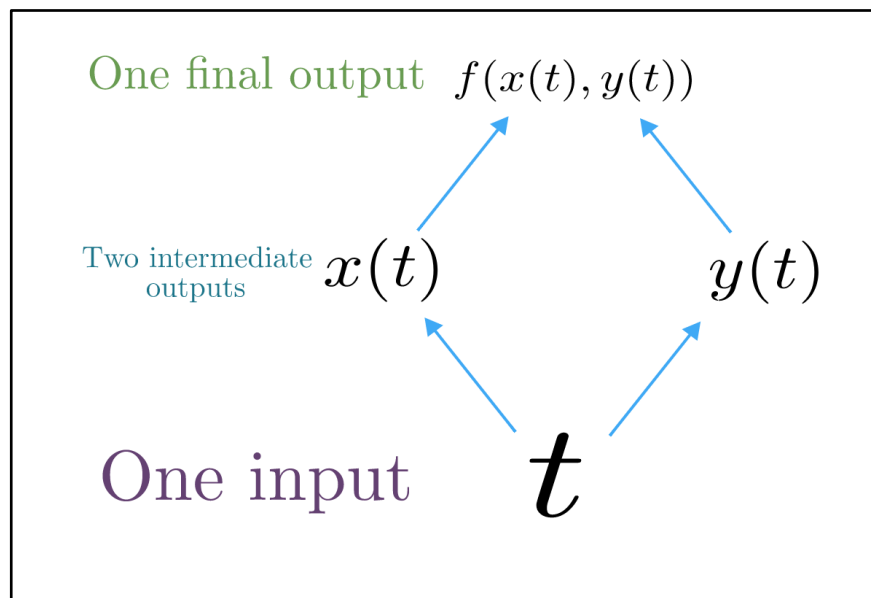 One final output f(x(t), y(t))
Two intermediate
outputs
x(t) y(t)
One input t